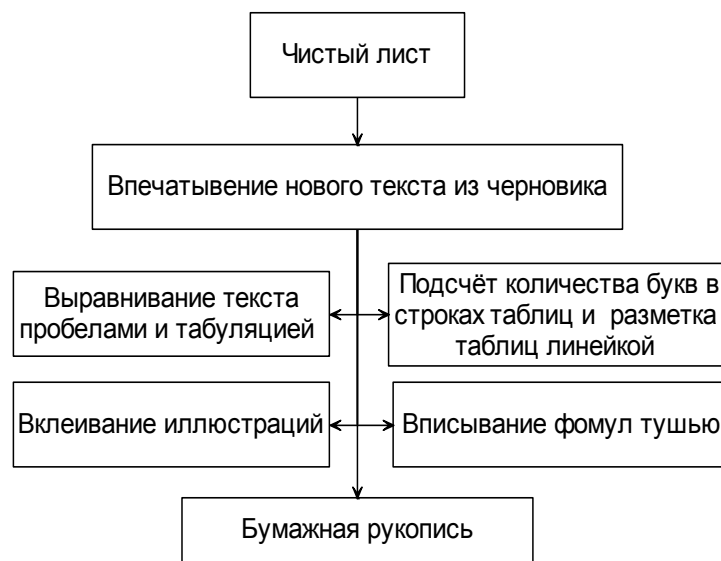 Чистый лист
Впечатывение нового текста из черновика
Выравнивание текста
пробелами и табуляцией
Подсчёт количества букв в
строках таблиц и разметка
таблиц линейкой
Вклеивание иллюстраций
Вписывание фомул тушью
Бумажная рукопись